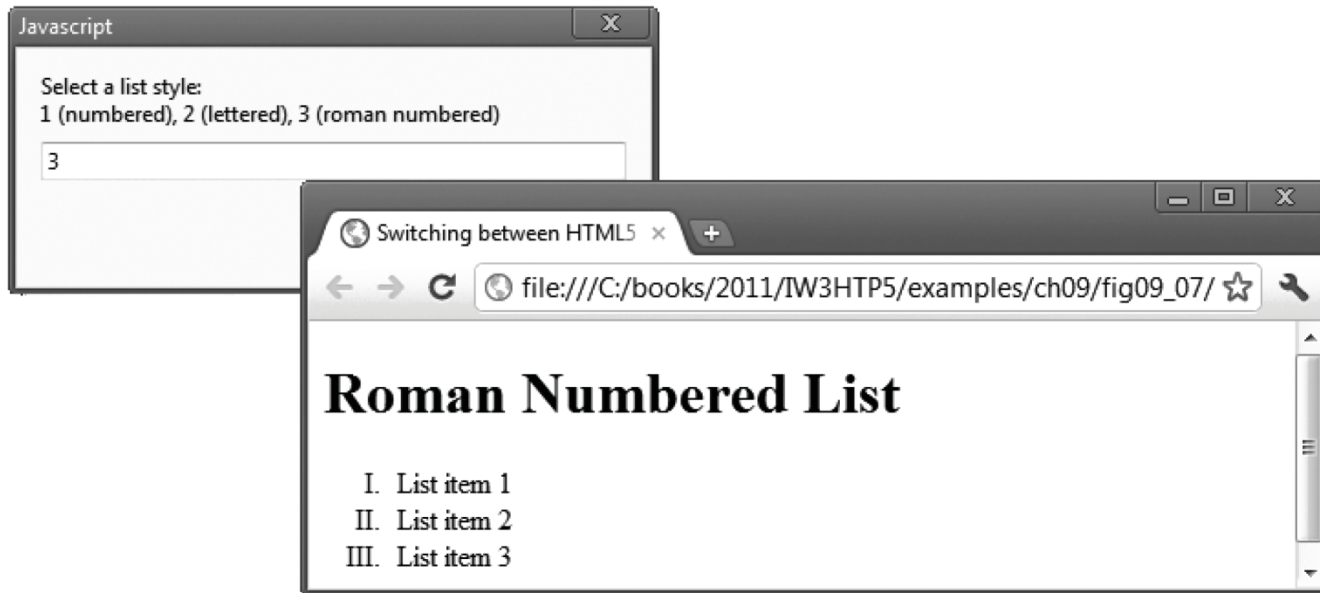 Javascript
Select a list style:
1 (numbered), 2 (lettered), 3 (roman numbered)
3
Switching between HTML5
file:///C:/books/2011/IW3HTP5/examples/ch09/fig09_07/
Roman Numbered List
I. List item 1
II. List item 2
III. List item 3